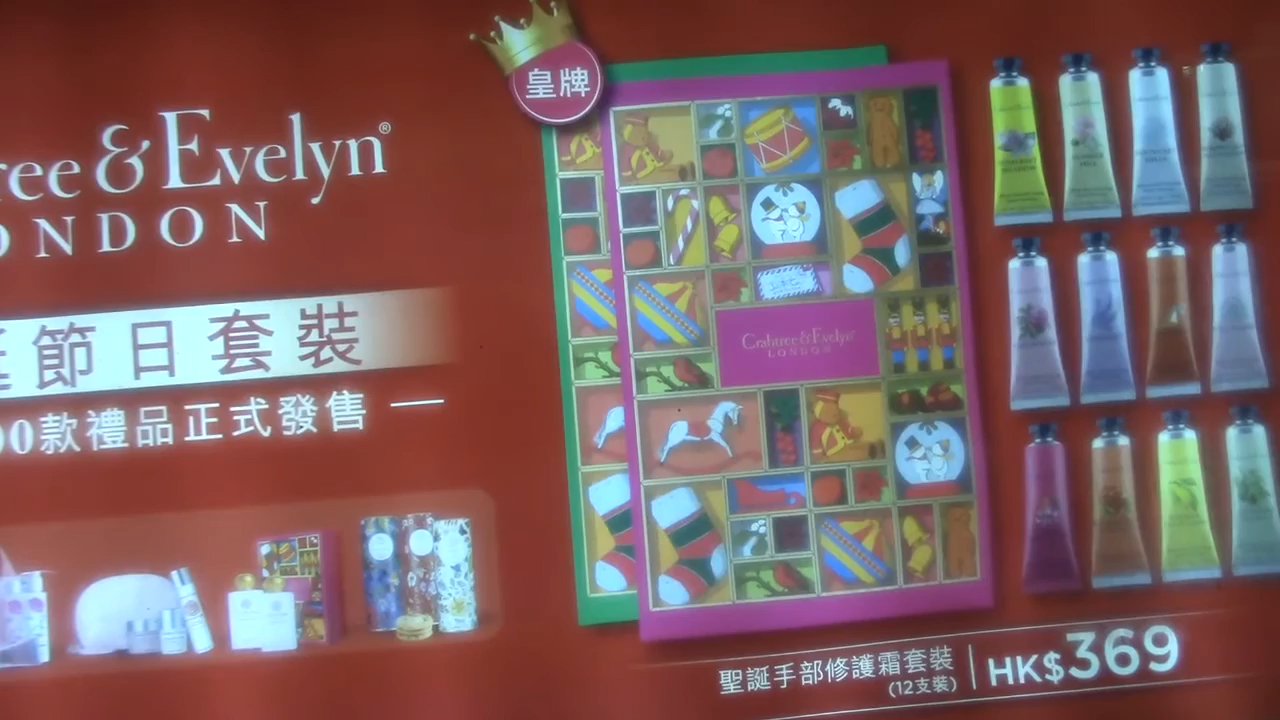 ree & Evelyn®
ONDON
節日套裝
00款禮品正式發售 —
皇牌
Crabtree & Evelyn
LONDON
聖誕手部修護霜套裝
(12支裝)
HK$369